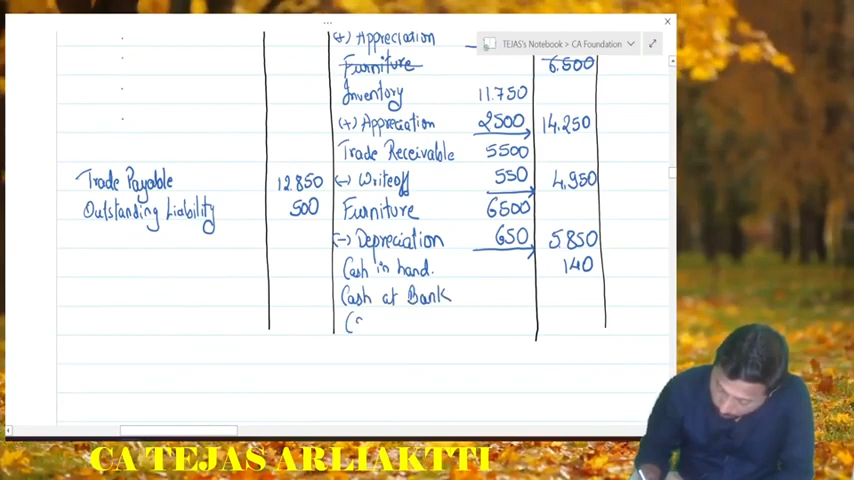 TEJAS's Notebook > CA Foundation
(+) Appreciation
Furniture 6.500
Inventory 11.750
(+) Appreciation 2500 14.250
Trade Receivable 5500
Trade Payable 12.850 (-) Writeoff 550 4.950
Outstanding Liability 500 Furniture 6500
(-) Depreciation 650 5850
Cash in hand. 140
Cash at Bank
CA TEJAS ARLIAKTTI